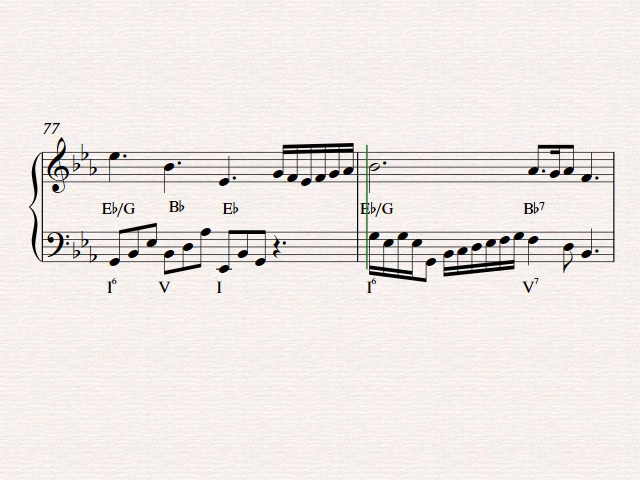 77
E♭/G B♭ E♭ E♭/G B♭⁷
I⁶ V I I⁶ V⁷